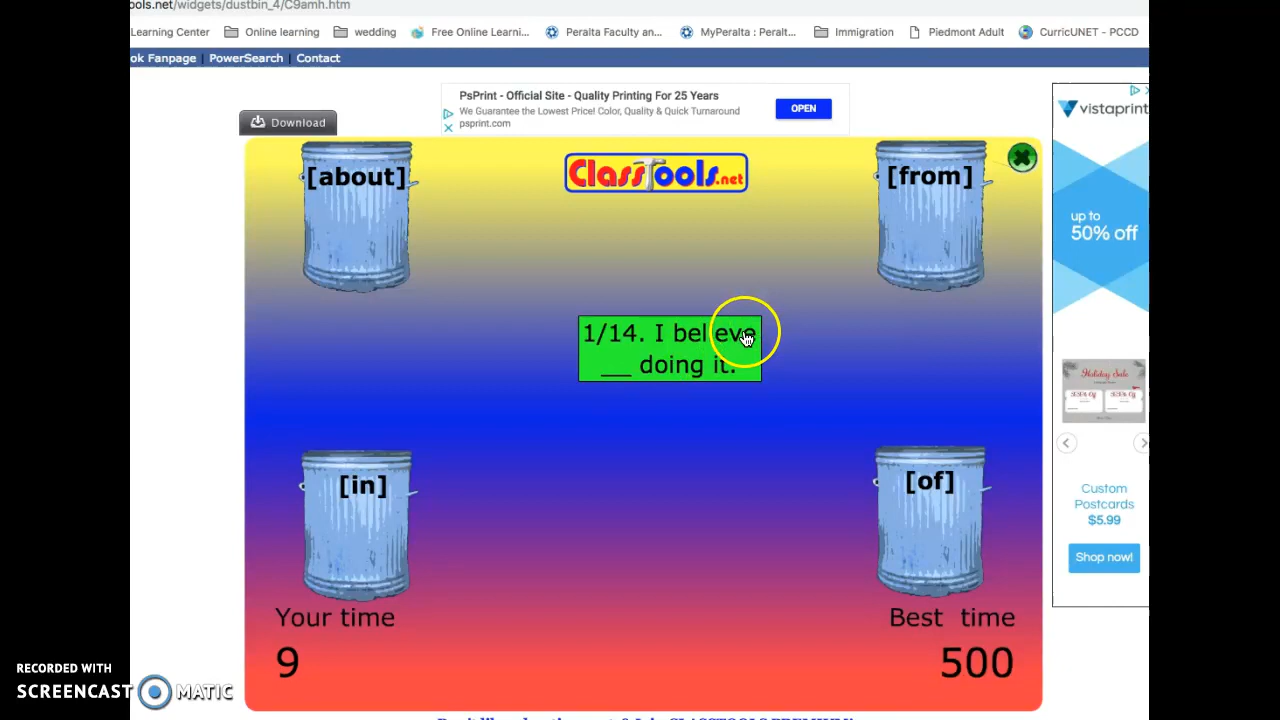 ools.net/widgets/dustbin_4/C9amh.htm
Learning Center Online learning wedding Free Online Learni... Peralta Faculty an... MyPeralta : Peralt... Immigration Piedmont Adult CurricUNET - PCCD
ok Fanpage | PowerSearch | Contact
PsPrint - Official Site - Quality Printing For 25 Years
We Guarantee the Lowest Price! Color, Quality & Quick Turnaround
psprint.com
OPEN
vistaprint
Download
[about]
ClassTools.net
[from]
up to
50% off
1/14. I believe
___ doing it.
Holiday Sale
[in]
[of]
Custom
Postcards
$5.99
Shop now!
Your time
Best time
9
500
RECORDED WITH
SCREENCAST MATIC